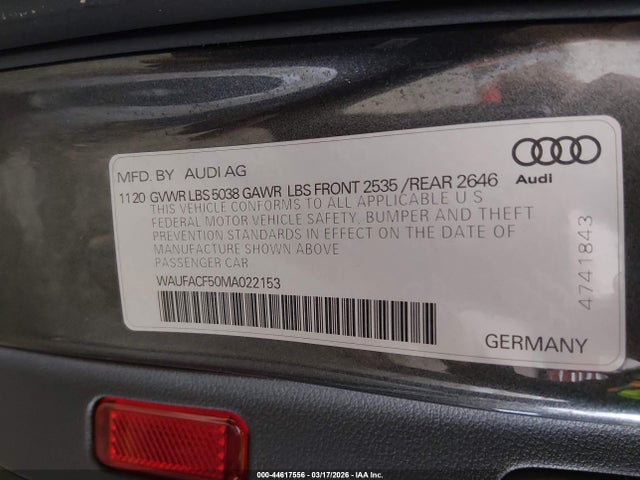 MFD. BY AUDI AG
Audi
11 20 GVWR LBS 5038 GAWR LBS FRONT 2535 /REAR 2646
THIS VEHICLE CONFORMS TO ALL APPLICABLE U S
FEDERAL MOTOR VEHICLE SAFETY, BUMPER AND THEFT
PREVENTION STANDARDS IN EFFECT ON THE DATE OF
MANUFACTURE SHOWN ABOVE
PASSENGER CAR
WAUFACF50MA022153
4741843
GERMANY
000-44617556 - 03/17/2026 - IAA Inc.